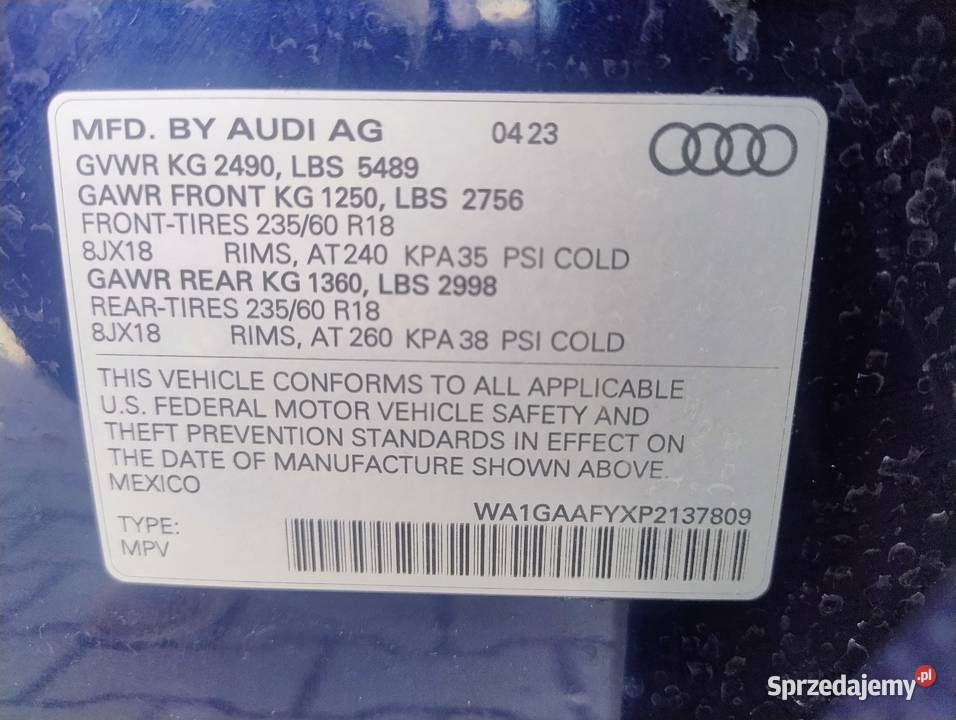 MFD. BY AUDI AG 04 23
GVWR KG 2490, LBS 5489
GAWR FRONT KG 1250, LBS 2756
FRONT-TIRES 235/60 R18
8JX18 RIMS, AT 240 KPA 35 PSI COLD
GAWR REAR KG 1360, LBS 2998
REAR-TIRES 235/60 R18
8JX18 RIMS, AT 260 KPA 38 PSI COLD
THIS VEHICLE CONFORMS TO ALL APPLICABLE
U.S. FEDERAL MOTOR VEHICLE SAFETY AND
THEFT PREVENTION STANDARDS IN EFFECT ON
THE DATE OF MANUFACTURE SHOWN ABOVE.
MEXICO
WA1GAAFYXP2137809
TYPE:
MPV
Sprzedajemy.pl